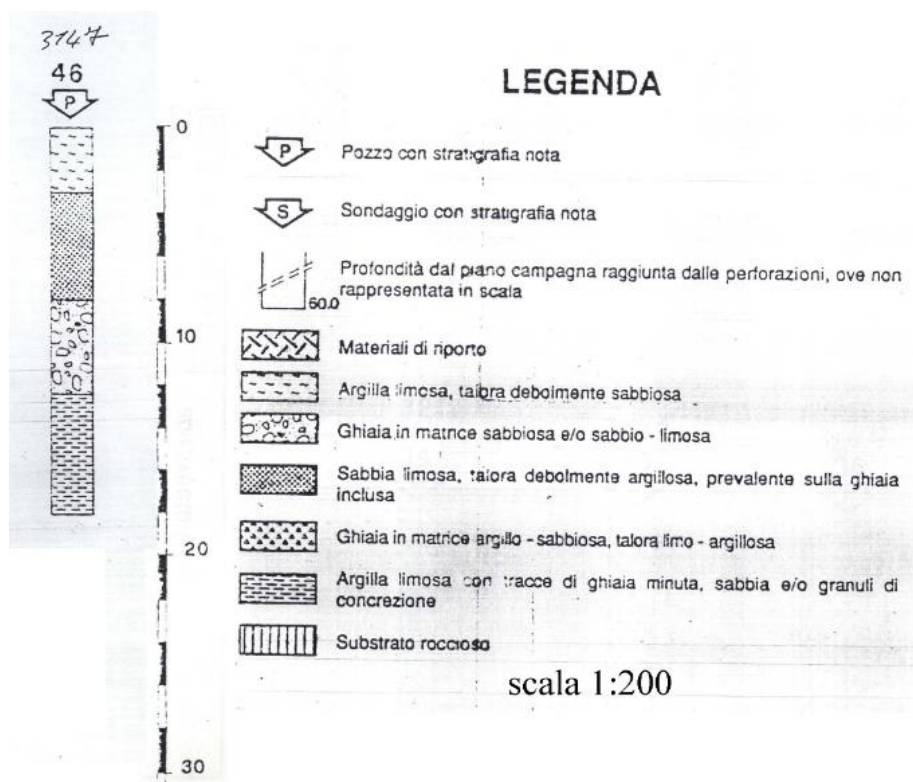 3147
46
P
0
10
20
30
LEGENDA
P Pozzo con stratigrafia nota
S Sondaggio con stratigrafia nota
Profondità dal piano campagna raggiunta dalle perforazioni, ove non
rappresentata in scala
50.0
Materiali di riporto
Argilla limosa, talora debolmente sabbiosa
Ghiaia in matrice sabbiosa e/o sabbio - limosa
Sabbia limosa, talora debolmente argillosa, prevalente sulla ghiaia
inclusa
Ghiaia in matrice argillo - sabbiosa, talora limo - argillosa
Argilla limosa con tracce di ghiaia minuta, sabbia e/o granuli di
concrezione
Substrato roccioso
scala 1:200